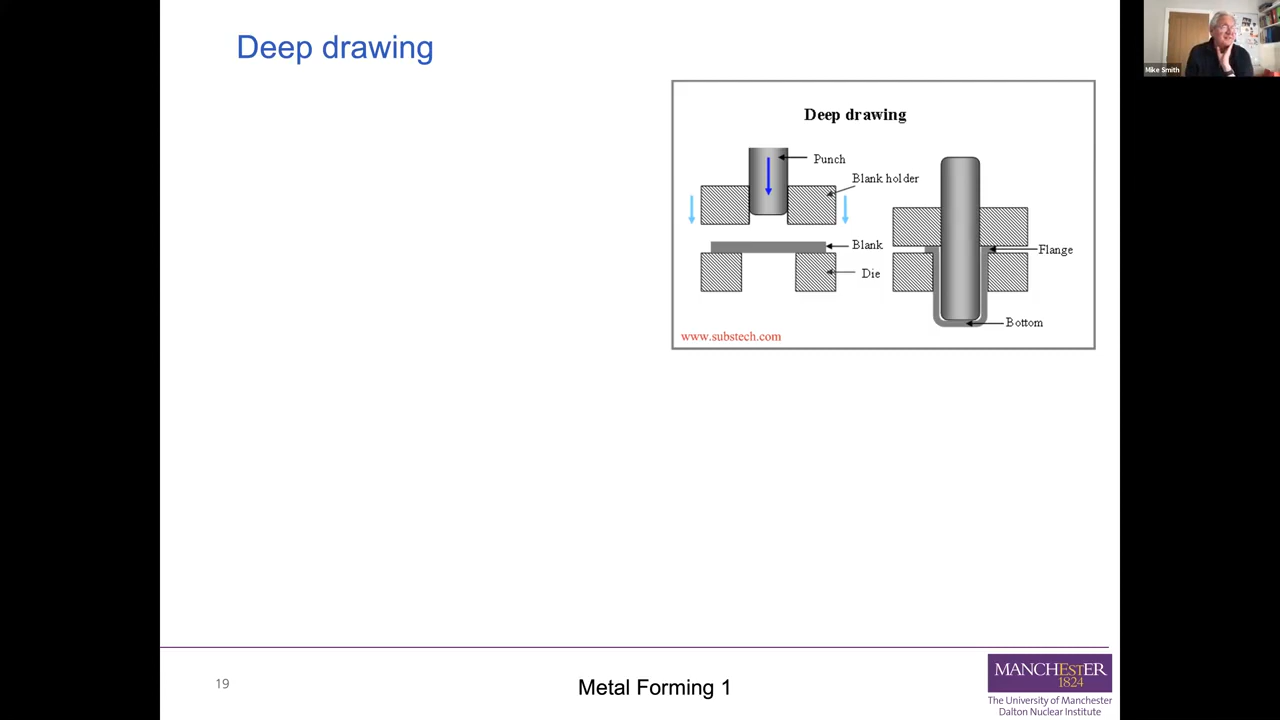 Deep drawing
Mike Smith
Deep drawing
Punch
Blank holder
Blank
Die
Flange
Bottom
www.substech.com
19
Metal Forming 1
MANCHESTER
1824
The University of Manchester
Dalton Nuclear Institute